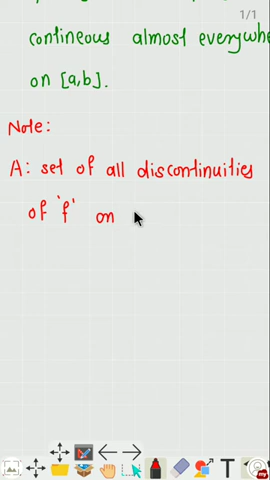 1/1
contineous almost everywhe
on [a,b].
Note:
A: set of all discontinuities
of 'f' on
T